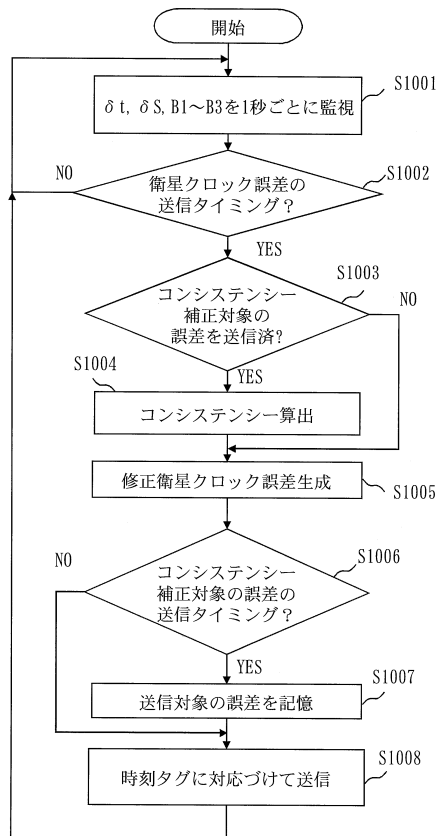 開始
S1001
δt, δS, B1～B3を1秒ごとに監視
S1002
NO
衛星クロック誤差の
送信タイミング？
YES
S1003
コンシステンシー
補正対象の
誤差を送信済?
NO
S1004
YES
コンシステンシー算出
修正衛星クロック誤差生成
S1005
NO
S1006
コンシステンシー
補正対象の誤差の
送信タイミング？
YES
S1007
送信対象の誤差を記憶
S1008
時刻タグに対応づけて送信